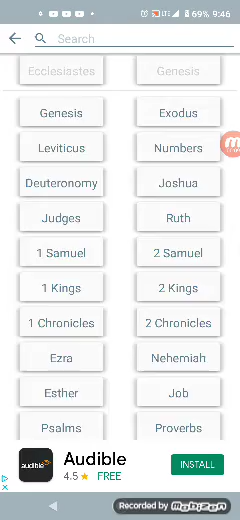 69% 9:46
Search
Ecclesiastes Genesis
Genesis Exodus
Leviticus Numbers
Deuteronomy Joshua
Judges Ruth
1 Samuel 2 Samuel
1 Kings 2 Kings
1 Chronicles 2 Chronicles
Ezra Nehemiah
Esther Job
Psalms Proverbs
audible
Audible
4.5 FREE
INSTALL
Recorded by Mobizen